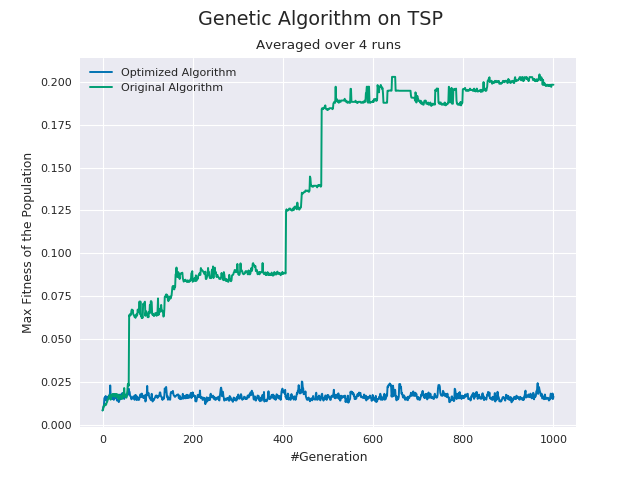 Genetic Algorithm on TSP
Averaged over 4 runs
Optimized Algorithm
Original Algorithm
Max Fitness of the Population
0.200
0.175
0.150
0.125
0.100
0.075
0.050
0.025
0.000
0 200 400 600 800 1000
#Generation